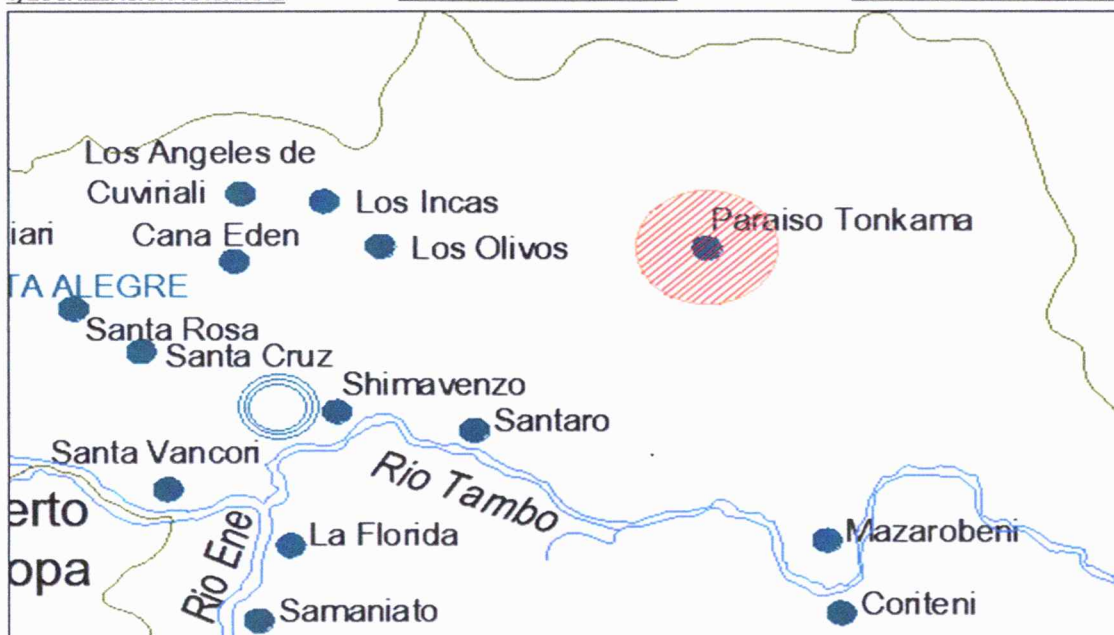 Los Angeles de
Cuviriali
Los Incas
Paraiso Tonkama
iari
Cana Eden
Los Olivos
TA ALEGRE
Santa Rosa
Santa Cruz
Shimavenzo
Santaro
Santa Vancori
Rio Tambo
erto
opa
Rio Ene
La Florida
Mazarobeni
Samaniato
Coriteni